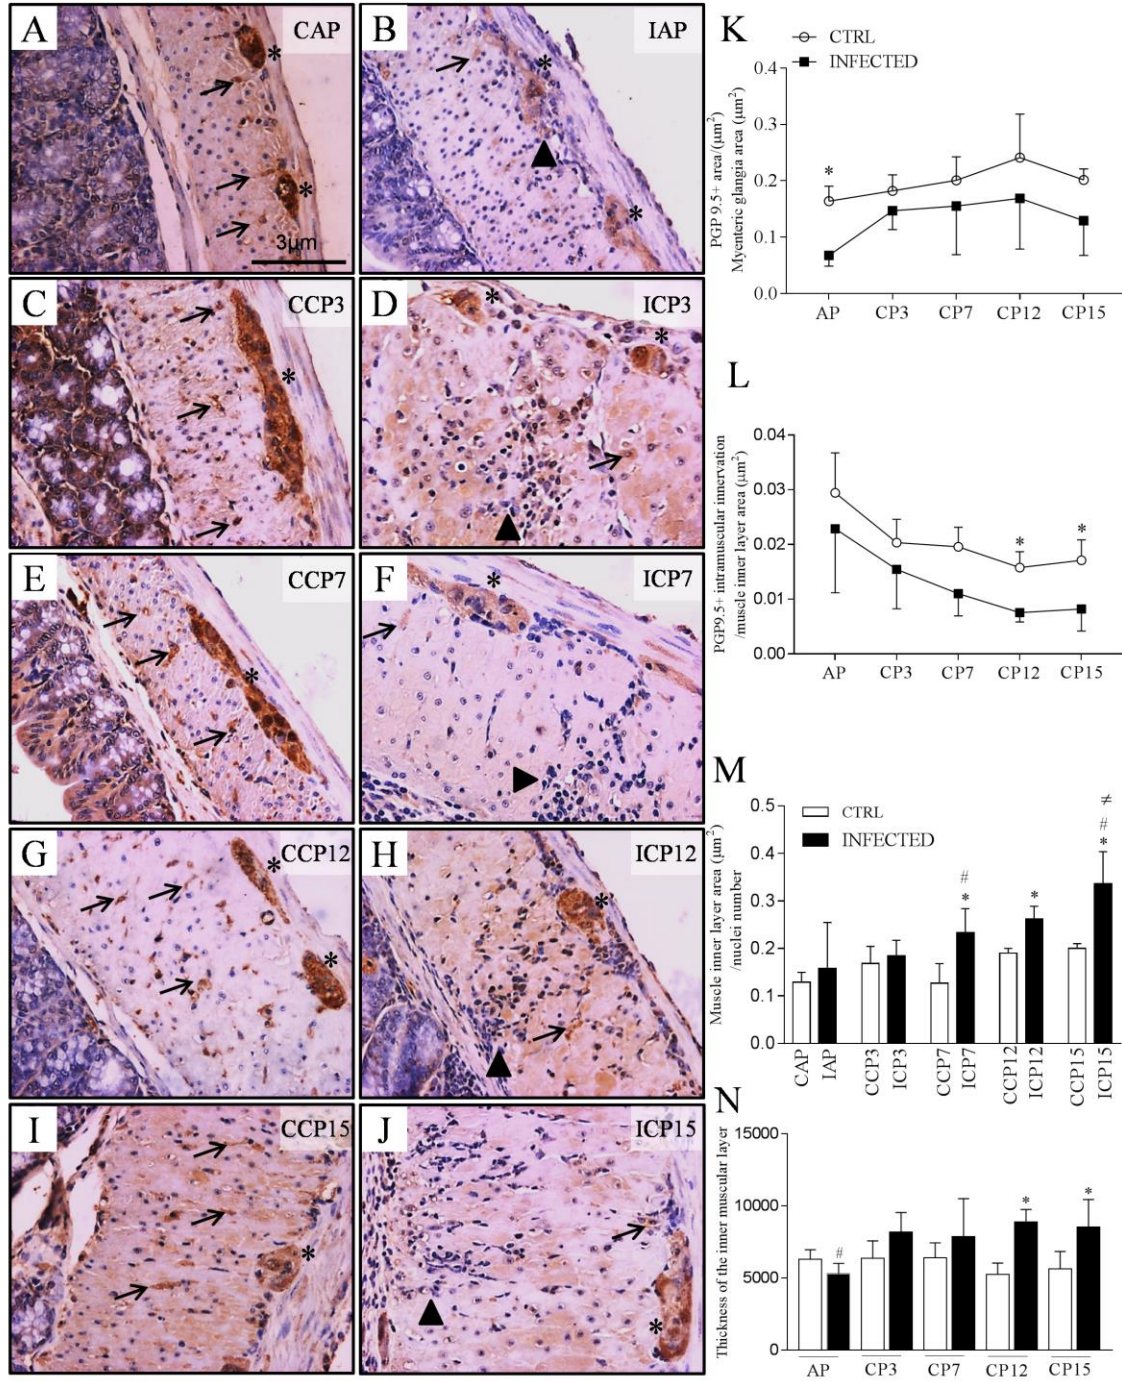 A CAP
*
*
3μm
B IAP
*
*
C CCP3
*
D ICP3
*
*
E CCP7
*
F ICP7
*
G CCP12
*
*
H ICP12
*
I CCP15
*
J ICP15
*
K
CTRL
INFECTED
PGP 9.5+ area/(μm²)
Myenteric glangia area (μm²)
0.4
0.3
0.2
0.1
0.0
*
AP CP3 CP7 CP12 CP15
L
PGP9.5+ intramuscular innervation
/muscle inner layer area (μm²)
0.04
0.03
0.02
0.01
0.00
* *
AP CP3 CP7 CP12 CP15
M
CTRL
INFECTED
Muscle inner layer area (μm²)
/nuclei number
0.5
0.4
0.3
0.2
0.1
0.0
#
*
*
≠
#
*
CAP IAP CCP3 ICP3 CCP7 ICP7 CCP12 ICP12 CCP15 ICP15
N
Thickness of the inner muscular layer
15000
10000
5000
0
# * *
AP CP3 CP7 CP12 CP15